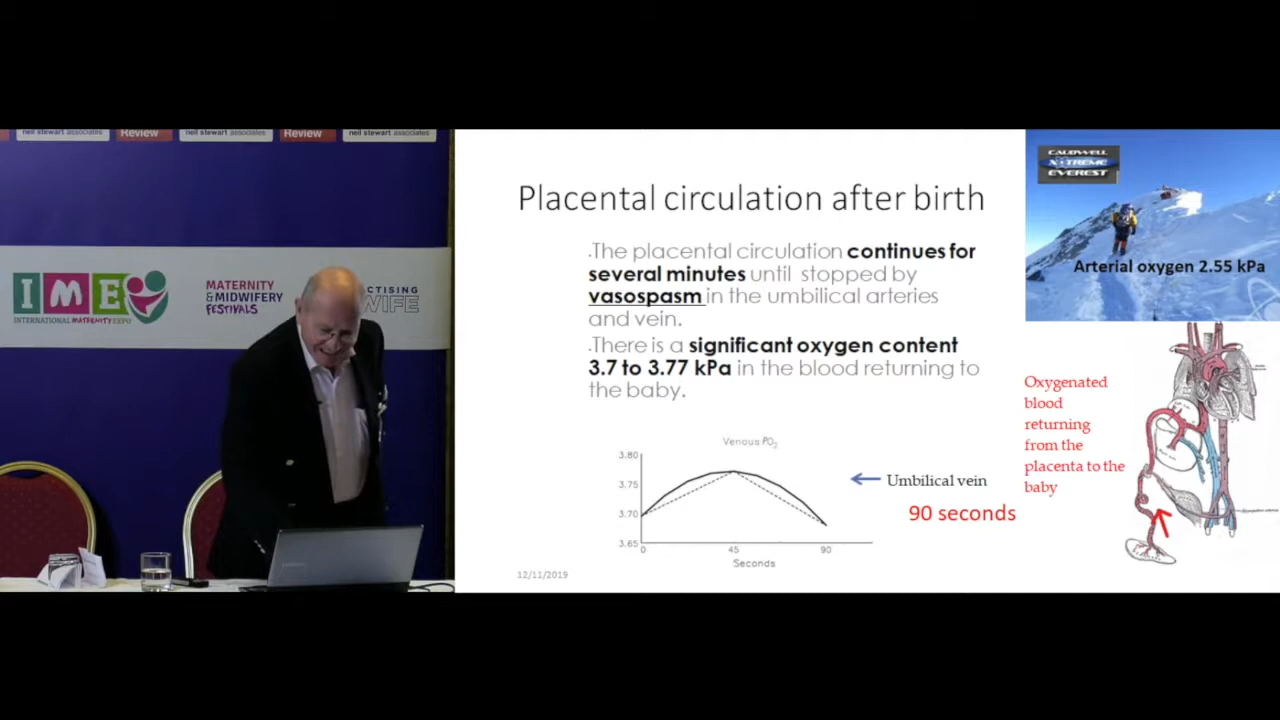 neil stewart associates
Review
neil stewart associates
Review
neil stewart associates
IME
INTERNATIONAL MATERNITY EXPO
MATERNITY
& MIDWIFERY
FESTIVALS
Placental circulation after birth
.The placental circulation continues for
several minutes until stopped by
vasospasm in the umbilical arteries
and vein.
.There is a significant oxygen content
3.7 to 3.77 kPa in the blood returning to
the baby.
Venous PO2
3.80
3.75
3.70
3.65
0 45 90
Seconds
Umbilical vein
90 seconds
12/11/2019
CAUDWELL
XTREME
EVEREST
Arterial oxygen 2.55 kPa
Oxygenated
blood
returning
from the
placenta to the
baby